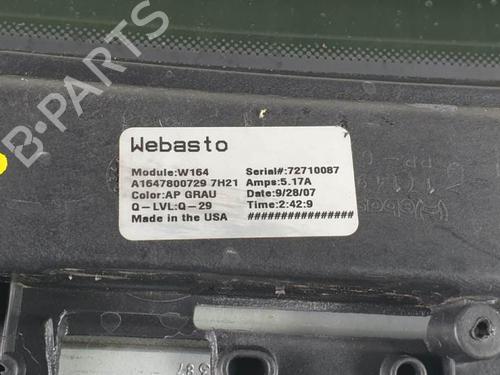 B-PARTS
Webasto
Module:W164 Serial#:72710087
A1647800729 7H21 Amps:5.17A
Color:AP GRAU Date:9/28/07
Q-LVL:Q-29 Time:2:42:9
Made in the USA ################